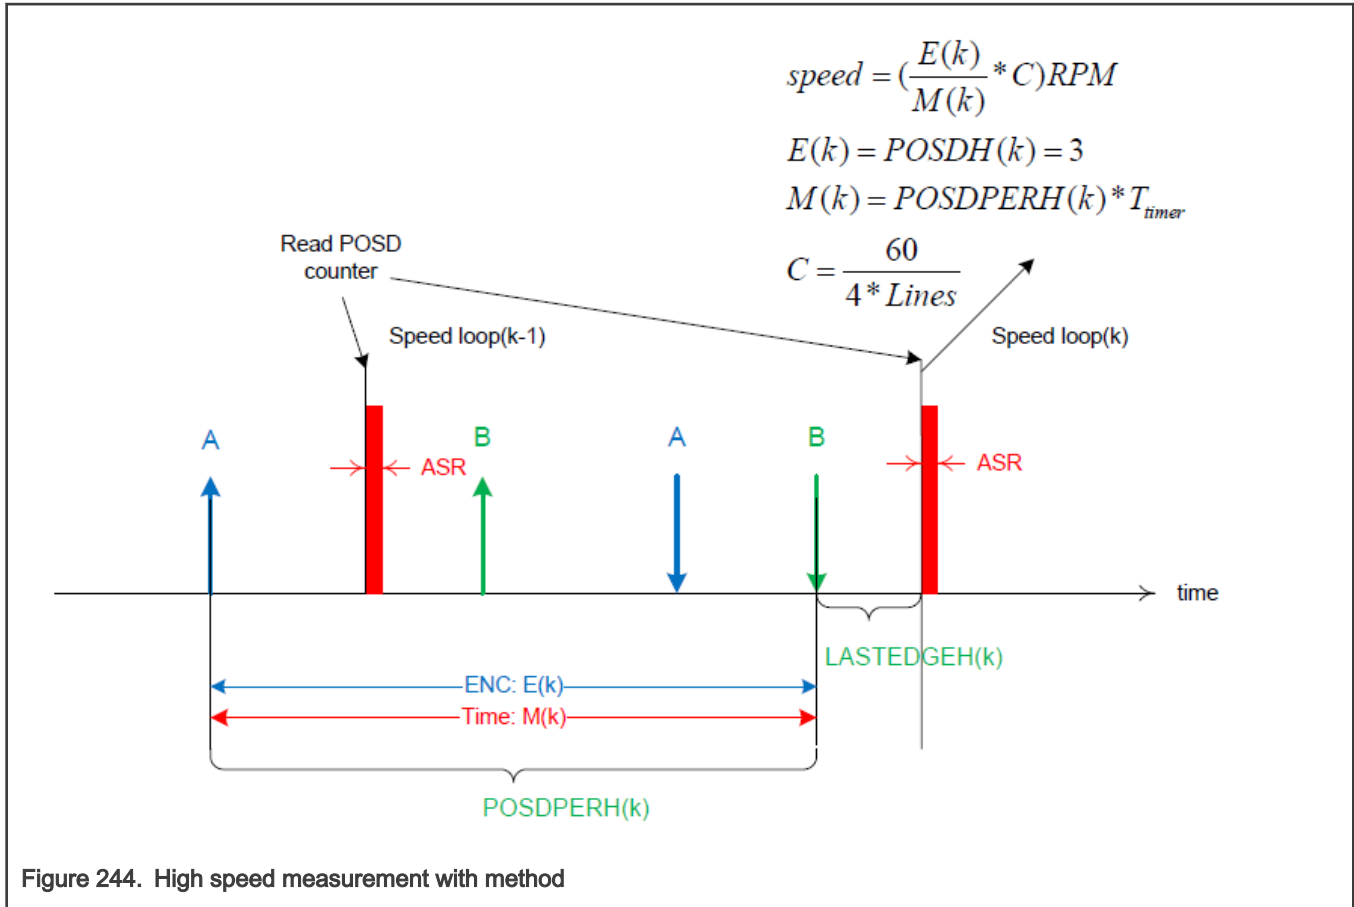 speed = (E(k)/M(k) * C)RPM
E(k) = POSDH(k) = 3
M(k) = POSDPERH(k) * T_timer
C = 60/(4 * Lines)
Read POSD
counter
Speed loop(k-1)
Speed loop(k)
A
B
A
B
ASR
ASR
time
LASTEDGEH(k)
ENC: E(k)
Time: M(k)
POSDPERH(k)
Figure 244. High speed measurement with method